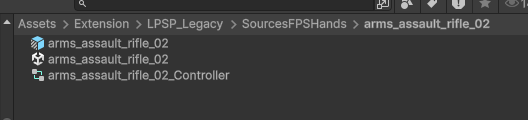 Assets > Extension > LPSP_Legacy > SourcesFPSHands > arms_assault_rifle_02
arms_assault_rifle_02
arms_assault_rifle_02
arms_assault_rifle_02_Controller